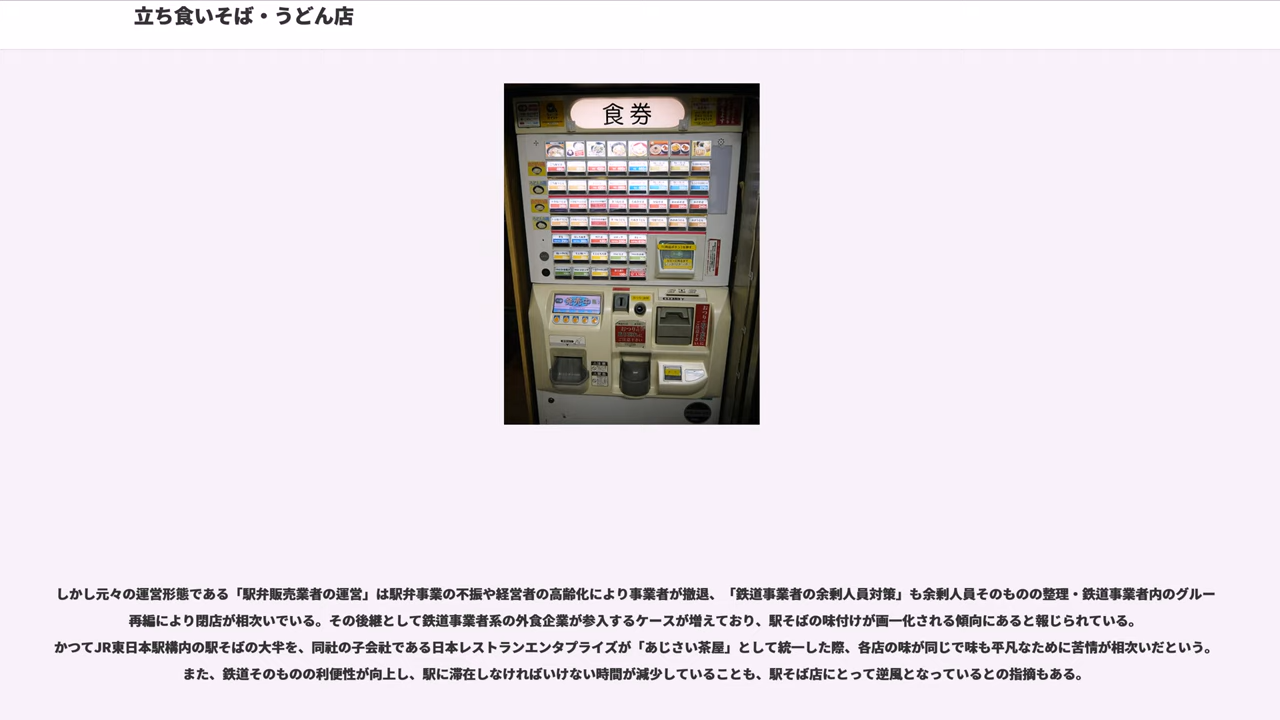 立ち食いそば・うどん店
食券
しかし元々の運営形態である「駅弁販売業者の運営」は駅弁事業の不振や経営者の高齢化により事業者が撤退、「鉄道事業者の余剰人員対策」も余剰人員そのものの整理・鉄道事業者内のグルー
再編により閉店が相次いでいる。その後継として鉄道事業者系の外食企業が参入するケースが増えており、駅そばの味付けが画一化される傾向にあると報じられている。
かつてJR東日本駅構内の駅そばの大半を、同社の子会社である日本レストランエンタプライズが「あじさい茶屋」として統一した際、各店の味が同じで味も平凡なために苦情が相次いだという。
また、鉄道そのものの利便性が向上し、駅に滞在しなければいけない時間が減少していることも、駅そば店にとって逆風となっているとの指摘もある。